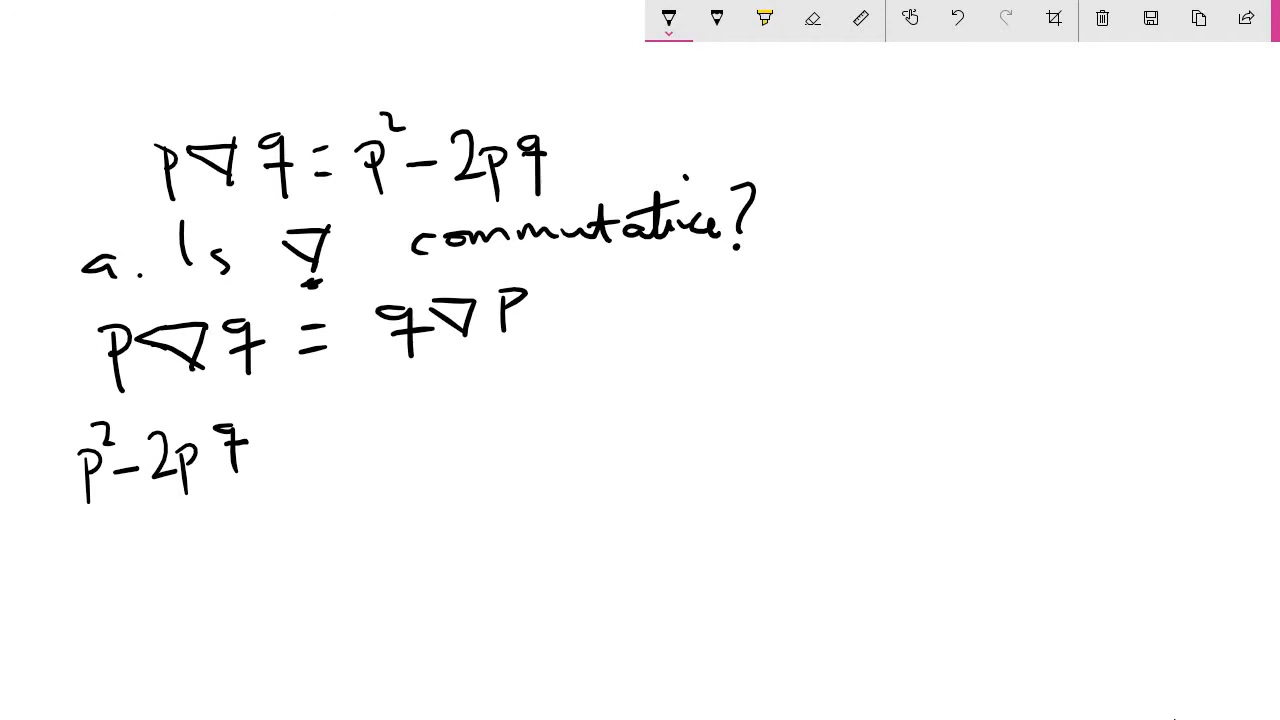 p ∇ q = p² - 2pq
a. Is ∇ commutative?
p ∇ q = q ∇ p
p² - 2pq